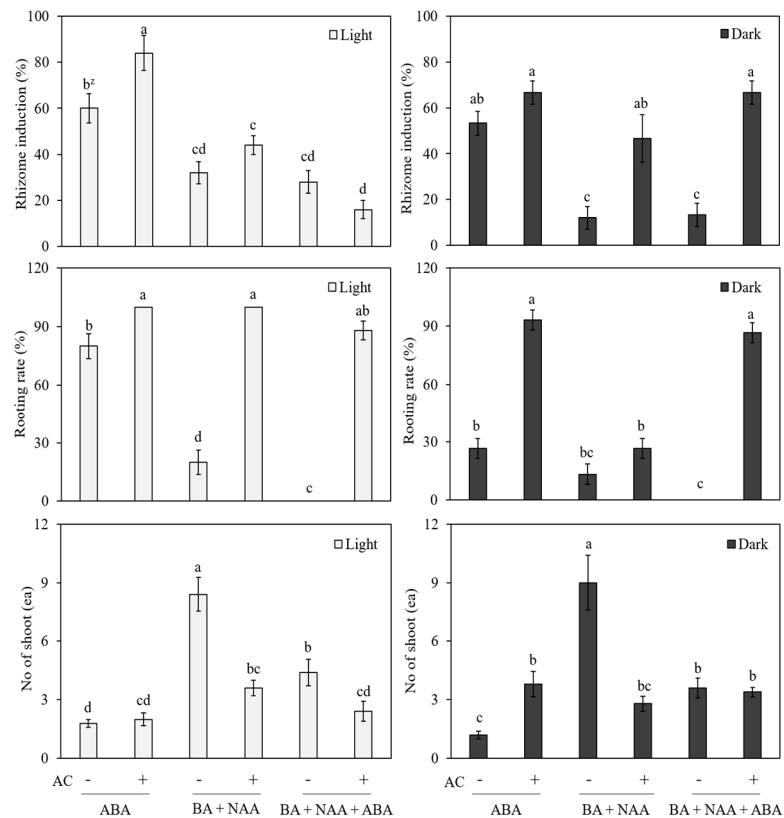 Rhizome induction (%)
100
80
60
40
20
0
Light
b^z
a
cd
c
cd
d
Rhizome induction (%)
100
80
60
40
20
0
Dark
ab
a
c
ab
c
a
Rooting rate (%)
120
90
60
30
0
Light
b
a
d
a
c
ab
Rooting rate (%)
120
90
60
30
0
Dark
b
a
bc
b
c
a
No of shoot (ea)
12
9
6
3
0
Light
d
cd
a
bc
b
cd
AC - + - + - +
ABA BA + NAA BA + NAA + ABA
No of shoot (ea)
12
9
6
3
0
Dark
c
b
a
bc
b
b
AC - + - + - +
ABA BA + NAA BA + NAA + ABA